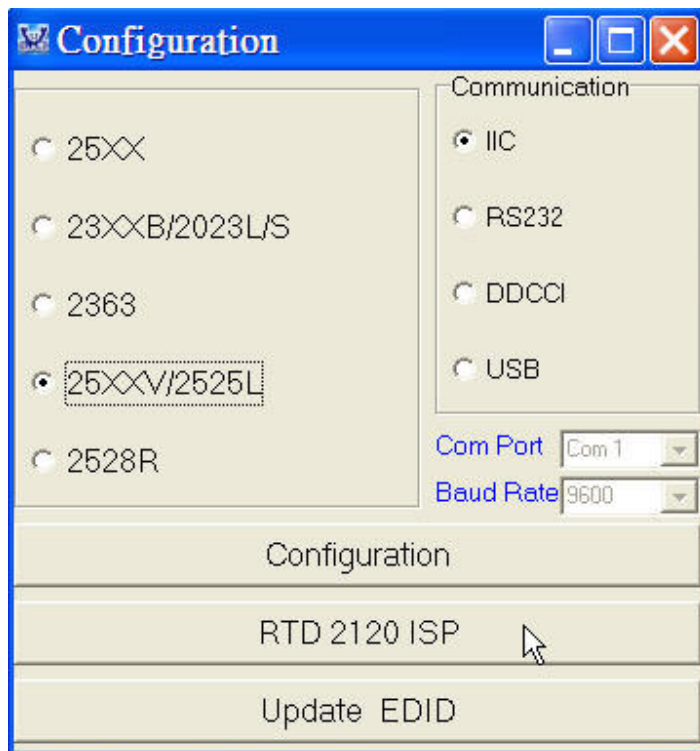 Configuration
25XX
23XXB/2023L/S
2363
25XXV/2525L
2528R
Communication
IIC
RS232
DDCCI
USB
Com Port Com 1
Baud Rate 9600
Configuration
RTD 2120 ISP
Update EDID